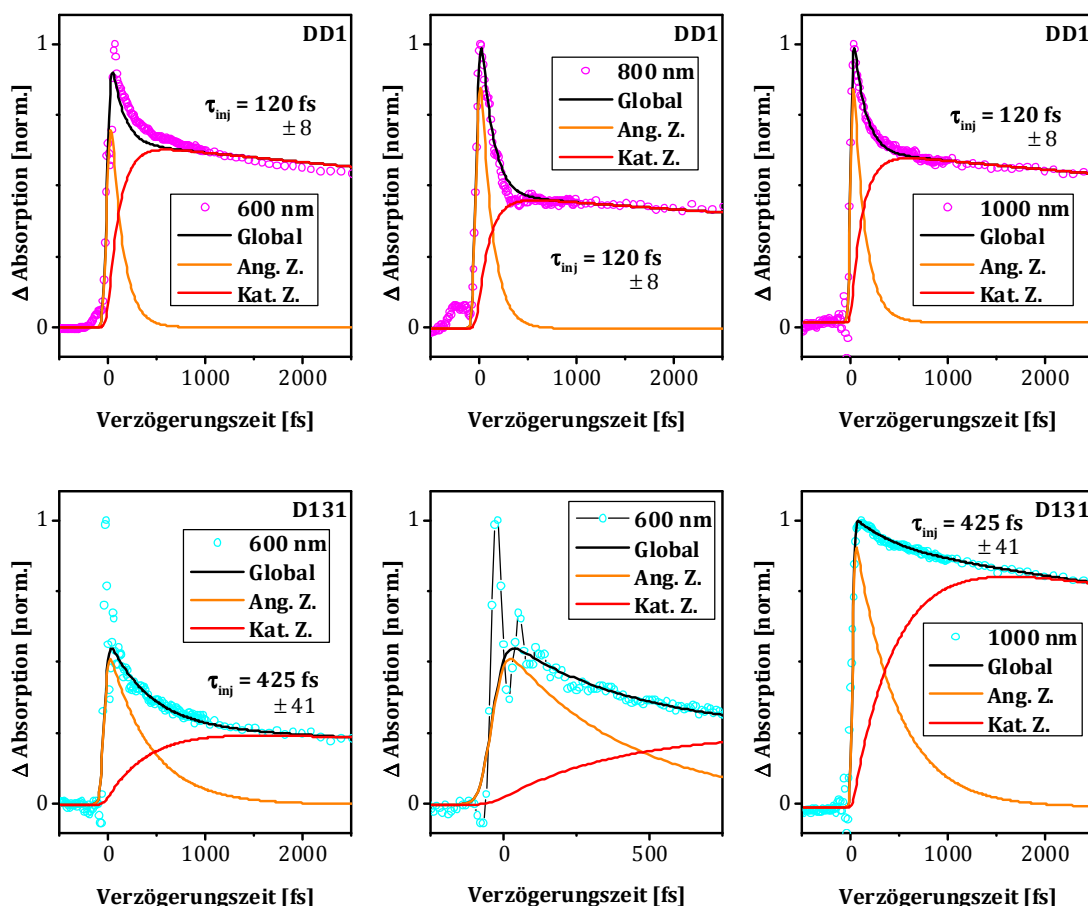 DD1
1
0
Δ Absorption [norm.]
τinj = 120 fs
± 8
600 nm
Global
Ang. Z.
Kat. Z.
0 1000 2000
Verzögerungszeit [fs]
DD1
1
0
Δ Absorption [norm.]
800 nm
Global
Ang. Z.
Kat. Z.
τinj = 120 fs
± 8
0 1000 2000
Verzögerungszeit [fs]
DD1
1
0
Δ Absorption [norm.]
τinj = 120 fs
± 8
1000 nm
Global
Ang. Z.
Kat. Z.
0 1000 2000
Verzögerungszeit [fs]
D131
1
0
Δ Absorption [norm.]
600 nm
Global
Ang. Z.
Kat. Z.
τinj = 425 fs
± 41
0 1000 2000
Verzögerungszeit [fs]
1
0
Δ Absorption [norm.]
600 nm
Global
Ang. Z.
Kat. Z.
0 500
Verzögerungszeit [fs]
D131
1
0
Δ Absorption [norm.]
τinj = 425 fs
± 41
1000 nm
Global
Ang. Z.
Kat. Z.
0 1000 2000
Verzögerungszeit [fs]